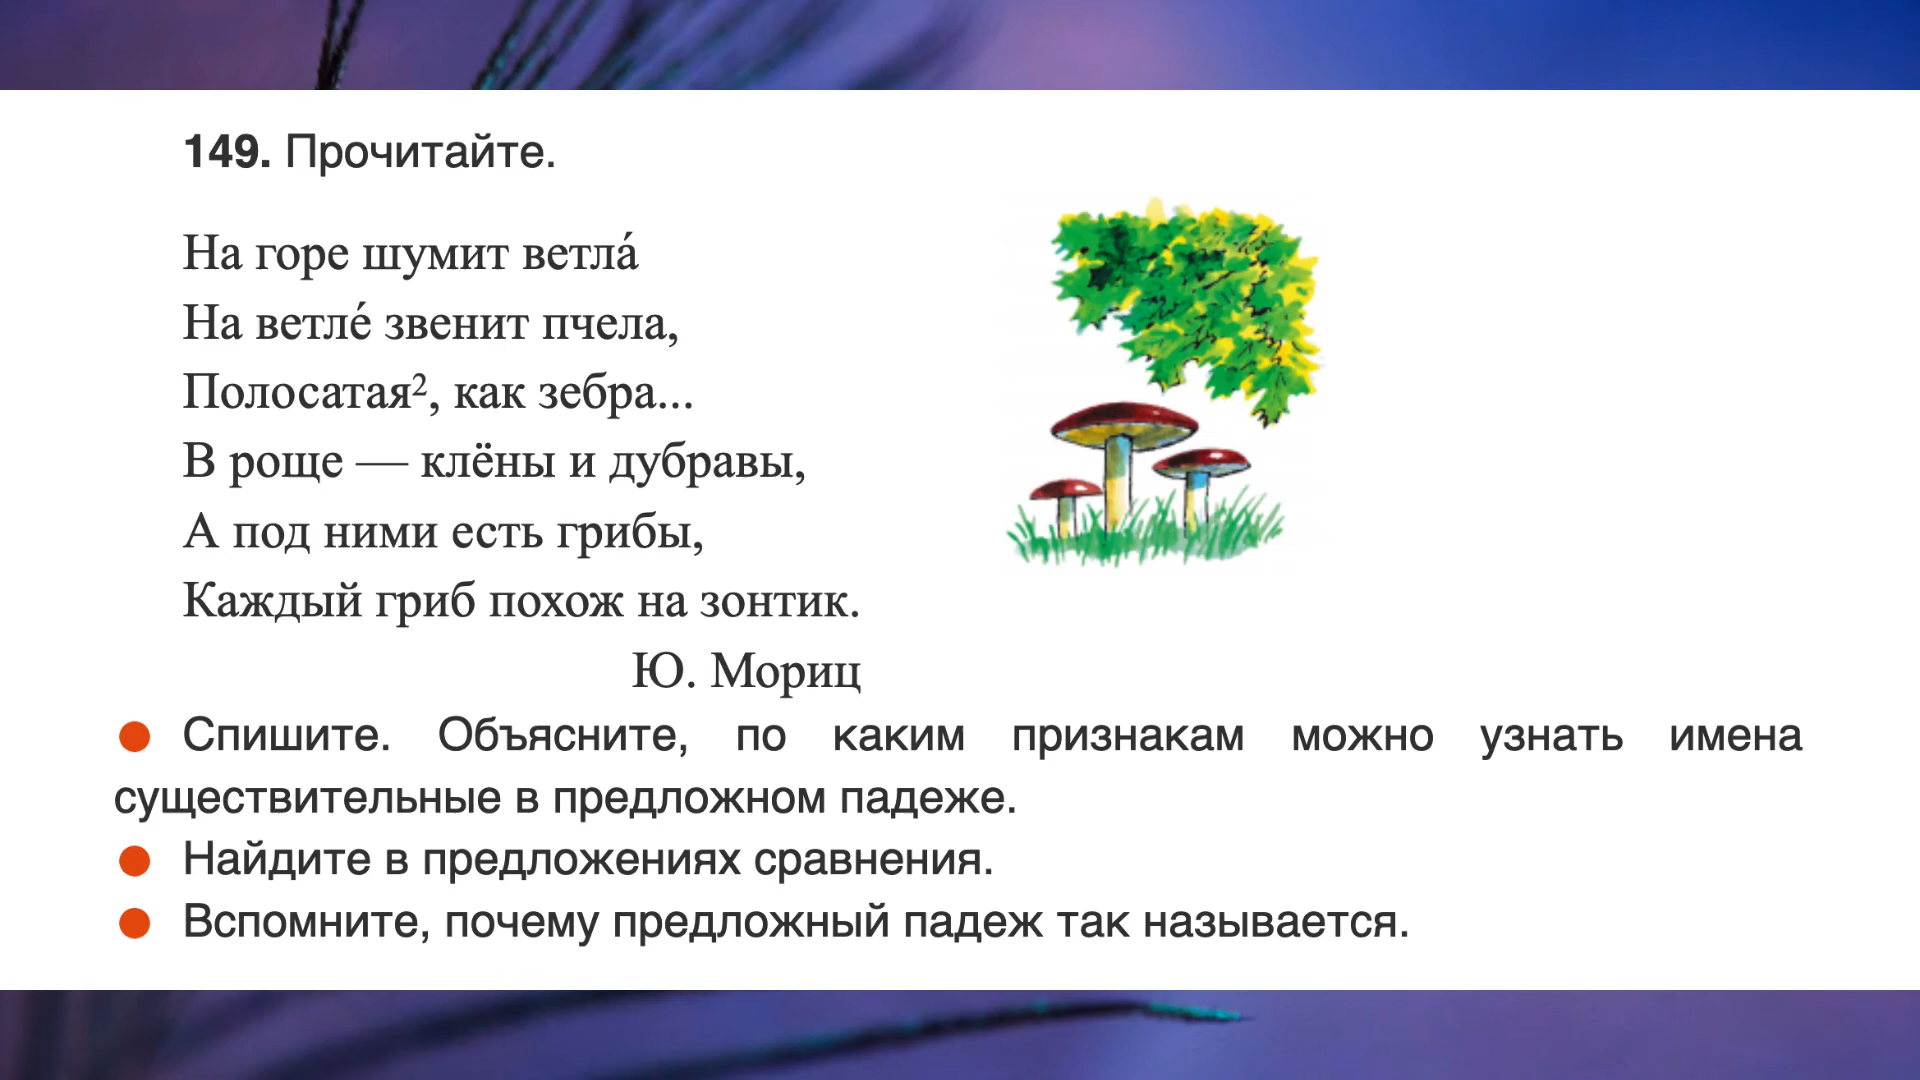 149. Прочитайте.
На горе шумит ветла́
На ветле́ звенит пчела,
Полосатая², как зебра...
В роще — клёны и дубравы,
А под ними есть грибы,
Каждый гриб похож на зонтик.
Ю. Мориц
● Спишите. Объясните, по каким признакам можно узнать имена
существительные в предложном падеже.
● Найдите в предложениях сравнения.
● Вспомните, почему предложный падеж так называется.